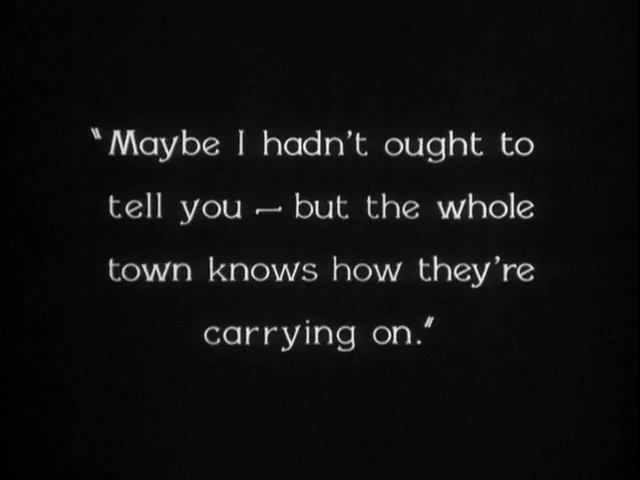 "Maybe I hadn't ought to
tell you — but the whole
town knows how they're
carrying on."